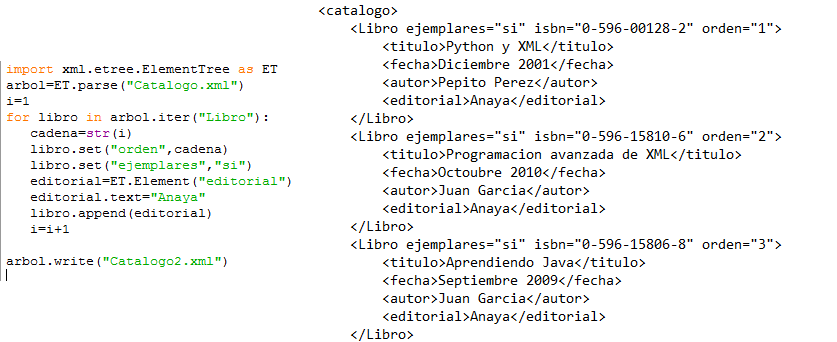 import xml.etree.ElementTree as ET
arbol=ET.parse("Catalogo.xml")
i=1
for libro in arbol.iter("Libro"):
   cadena=str(i)
   libro.set("orden",cadena)
   libro.set("ejemplares","si")
   editorial=ET.Element("editorial")
   editorial.text="Anaya"
   libro.append(editorial)
   i=i+1
arbol.write("Catalogo2.xml")
<catalogo>
    <Libro ejemplares="si" isbn="0-596-00128-2" orden="1">
        <titulo>Python y XML</titulo>
        <fecha>Diciembre 2001</fecha>
        <autor>Pepito Perez</autor>
        <editorial>Anaya</editorial>
    </Libro>
    <Libro ejemplares="si" isbn="0-596-15810-6" orden="2">
        <titulo>Programacion avanzada de XML</titulo>
        <fecha>Octoubre 2010</fecha>
        <autor>Juan Garcia</autor>
        <editorial>Anaya</editorial>
    </Libro>
    <Libro ejemplares="si" isbn="0-596-15806-8" orden="3">
        <titulo>Aprendiendo Java</titulo>
        <fecha>Septiembre 2009</fecha>
        <autor>Juan Garcia</autor>
        <editorial>Anaya</editorial>
    </Libro>